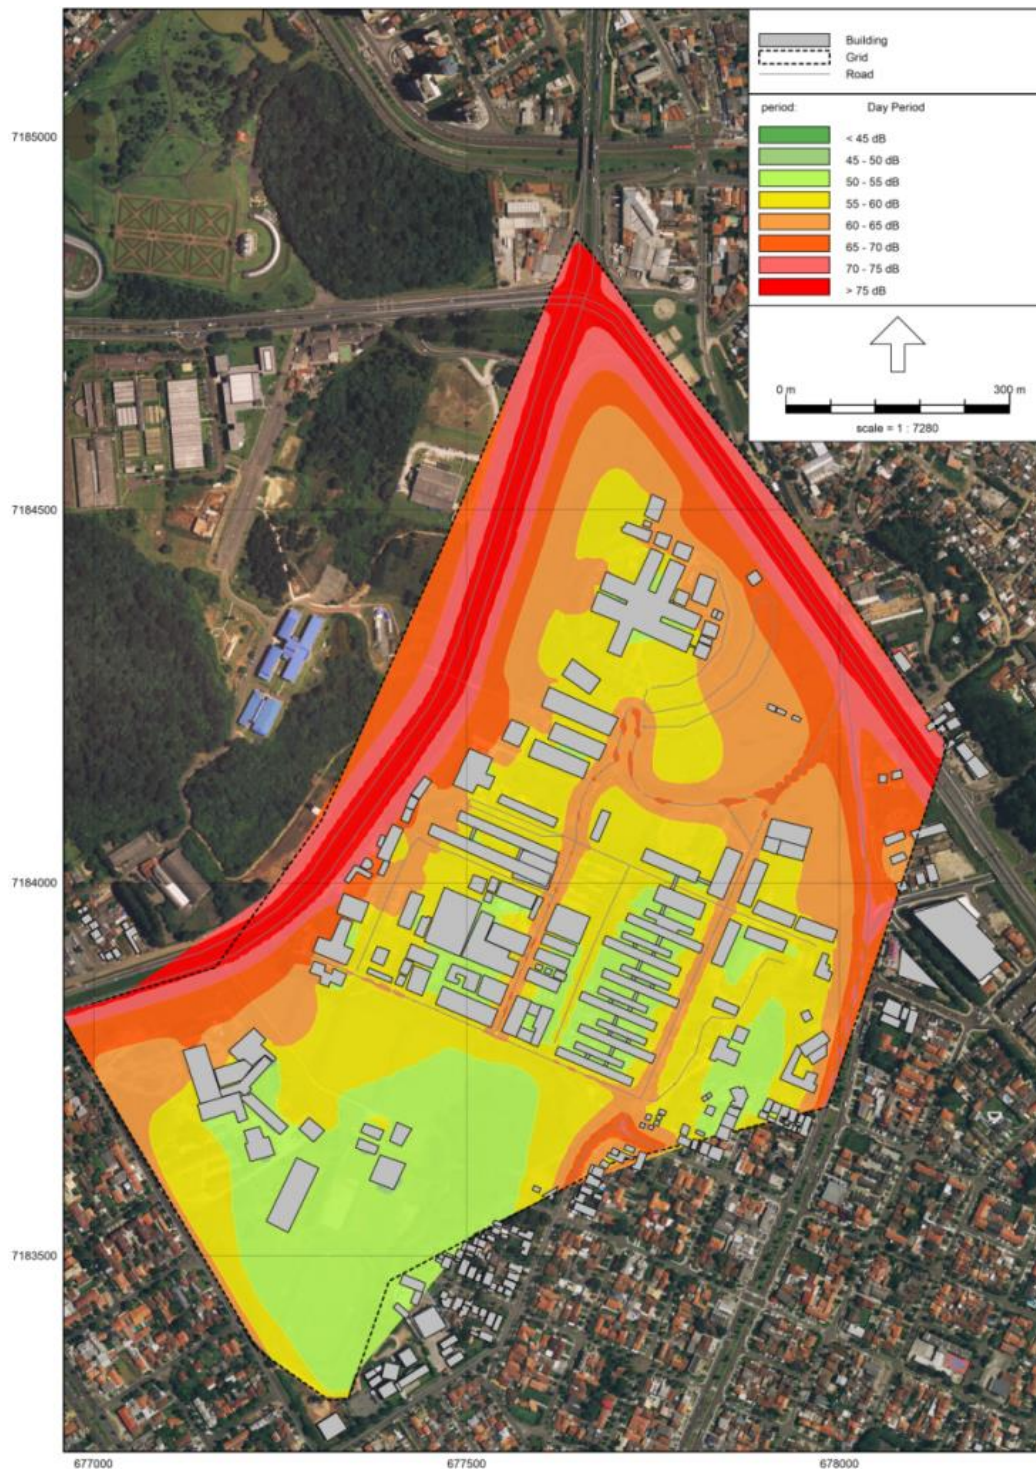 Building
Grid
Road
period: Day Period
< 45 dB
45 - 50 dB
50 - 55 dB
55 - 60 dB
60 - 65 dB
65 - 70 dB
70 - 75 dB
> 75 dB
0 m 300 m
scale = 1 : 7280
7185000
7184500
7184000
7183500
677000 677500 678000